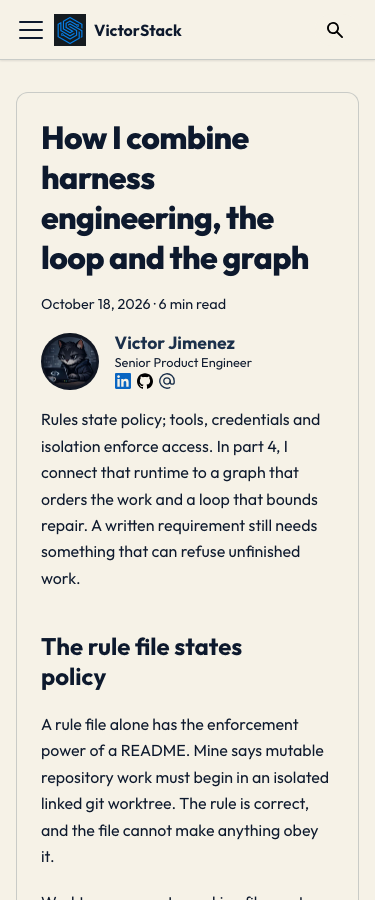 VictorStack
How I combine
harness
engineering, the
loop and the graph
October 18, 2026 · 6 min read
Victor Jimenez
Senior Product Engineer
Rules state policy; tools, credentials and
isolation enforce access. In part 4, I
connect that runtime to a graph that
orders the work and a loop that bounds
repair. A written requirement still needs
something that can refuse unfinished
work.
The rule file states
policy
A rule file alone has the enforcement
power of a README. Mine says mutable
repository work must begin in an isolated
linked git worktree. The rule is correct,
and the file cannot make anything obey
it.